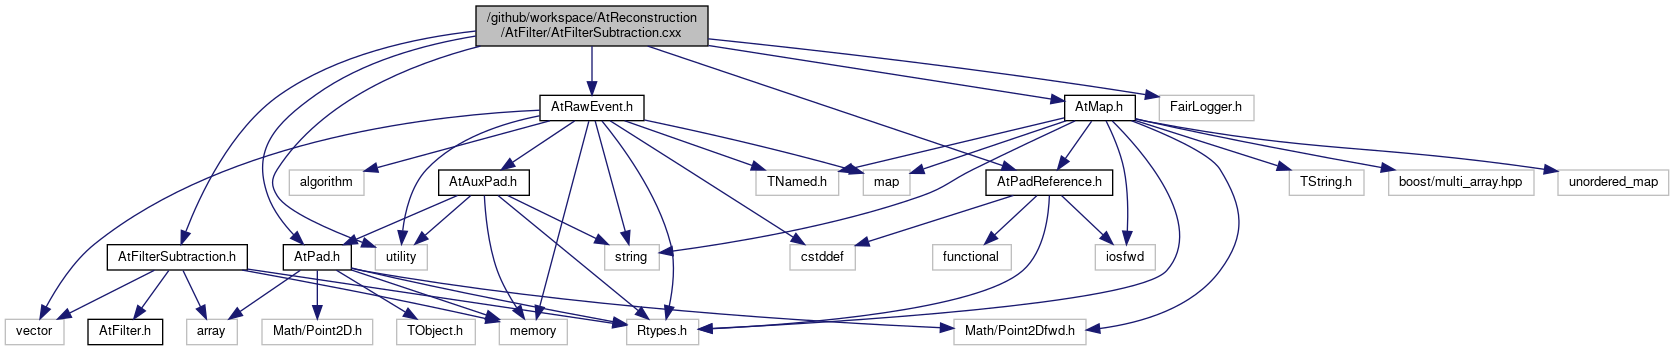 /github/workspace/AtReconstruction
/AtFilter/AtFilterSubtraction.cxx
AtRawEvent.h
AtMap.h
FairLogger.h
algorithm
AtAuxPad.h
TNamed.h
map
AtPadReference.h
TString.h
boost/multi_array.hpp
unordered_map
AtFilterSubtraction.h
AtPad.h
utility
string
cstddef
functional
iosfwd
vector
AtFilter.h
array
Math/Point2D.h
TObject.h
memory
Rtypes.h
Math/Point2Dfwd.h